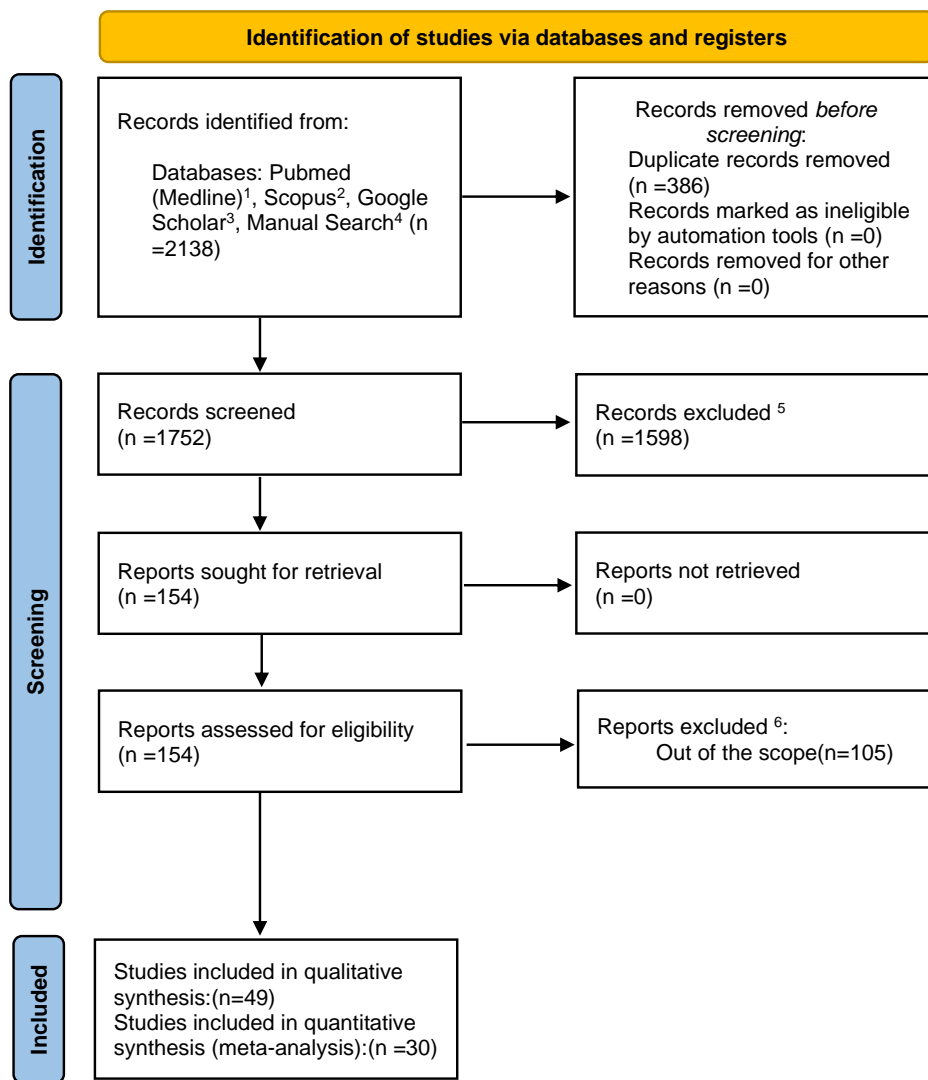 Identification of studies via databases and registers
Identification
Records identified from:
Databases: Pubmed
(Medline)¹, Scopus², Google
Scholar³, Manual Search⁴ (n
=2138)
Records removed before
screening:
Duplicate records removed
(n =386)
Records marked as ineligible
by automation tools (n =0)
Records removed for other
reasons (n =0)
Screening
Records screened
(n =1752)
Records excluded ⁵
(n =1598)
Reports sought for retrieval
(n =154)
Reports not retrieved
(n =0)
Reports assessed for eligibility
(n =154)
Reports excluded ⁶:
Out of the scope(n=105)
Included
Studies included in qualitative
synthesis:(n=49)
Studies included in quantitative
synthesis (meta-analysis):(n =30)